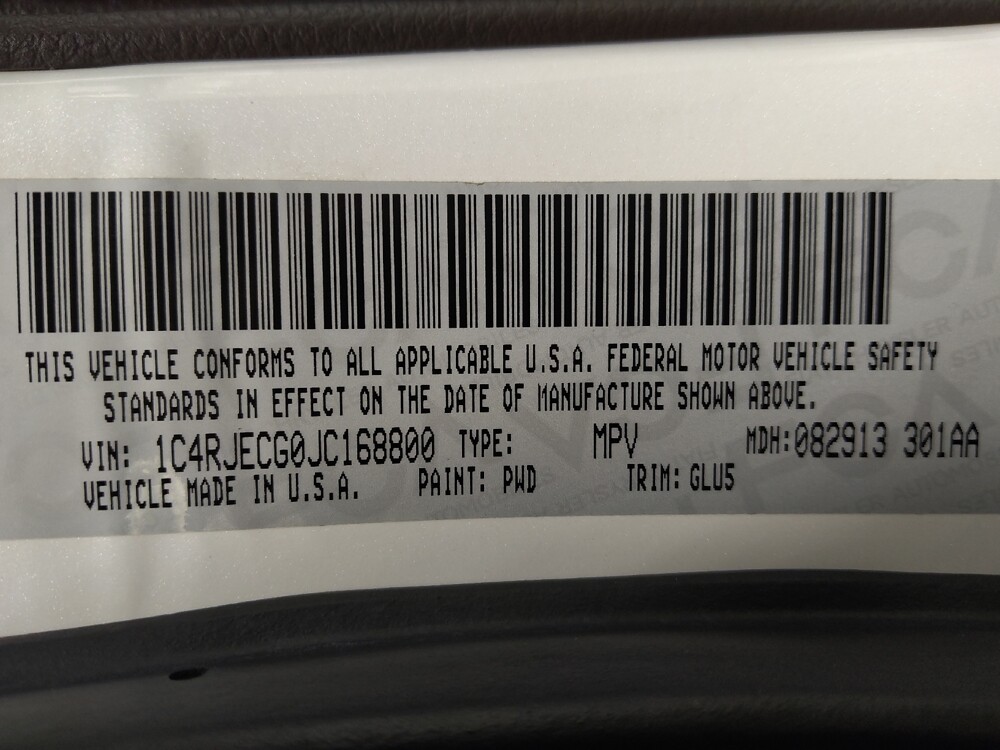 THIS VEHICLE CONFORMS TO ALL APPLICABLE U.S.A. FEDERAL MOTOR VEHICLE SAFETY
STANDARDS IN EFFECT ON THE DATE OF MANUFACTURE SHOWN ABOVE.
VIN: 1C4RJECG0JC168800 TYPE: MPV MDH:082913 301AA
VEHICLE MADE IN U.S.A. PAINT: PWD TRIM: GLU5